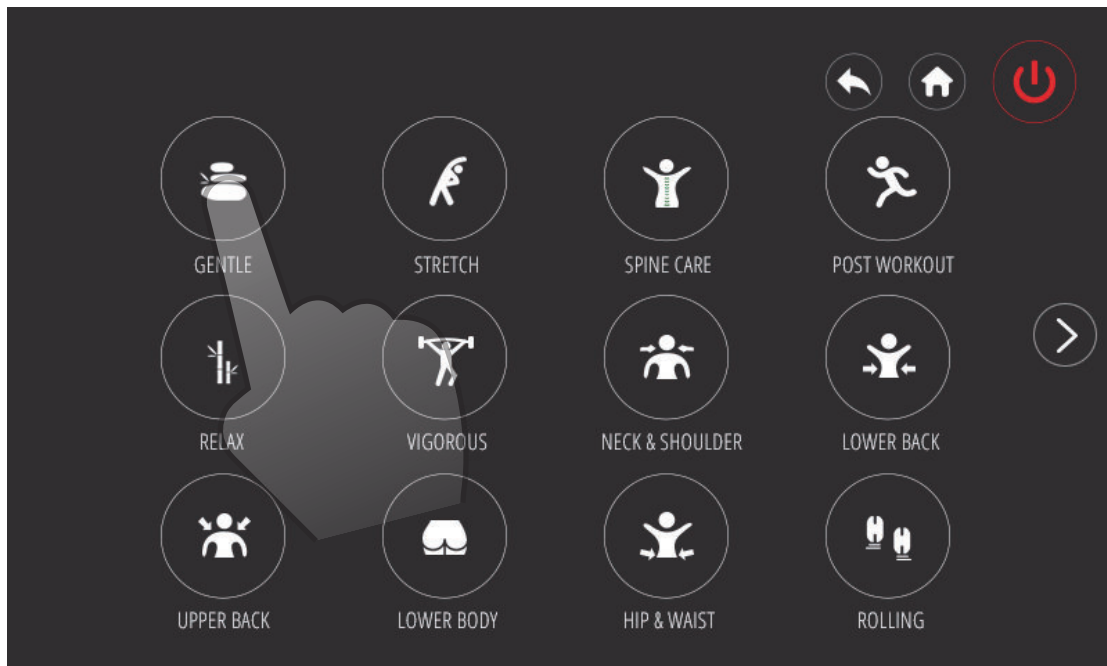 GENTLE
STRETCH
SPINE CARE
POST WORKOUT
RELAX
VIGOROUS
NECK & SHOULDER
LOWER BACK
UPPER BACK
LOWER BODY
HIP & WAIST
ROLLING